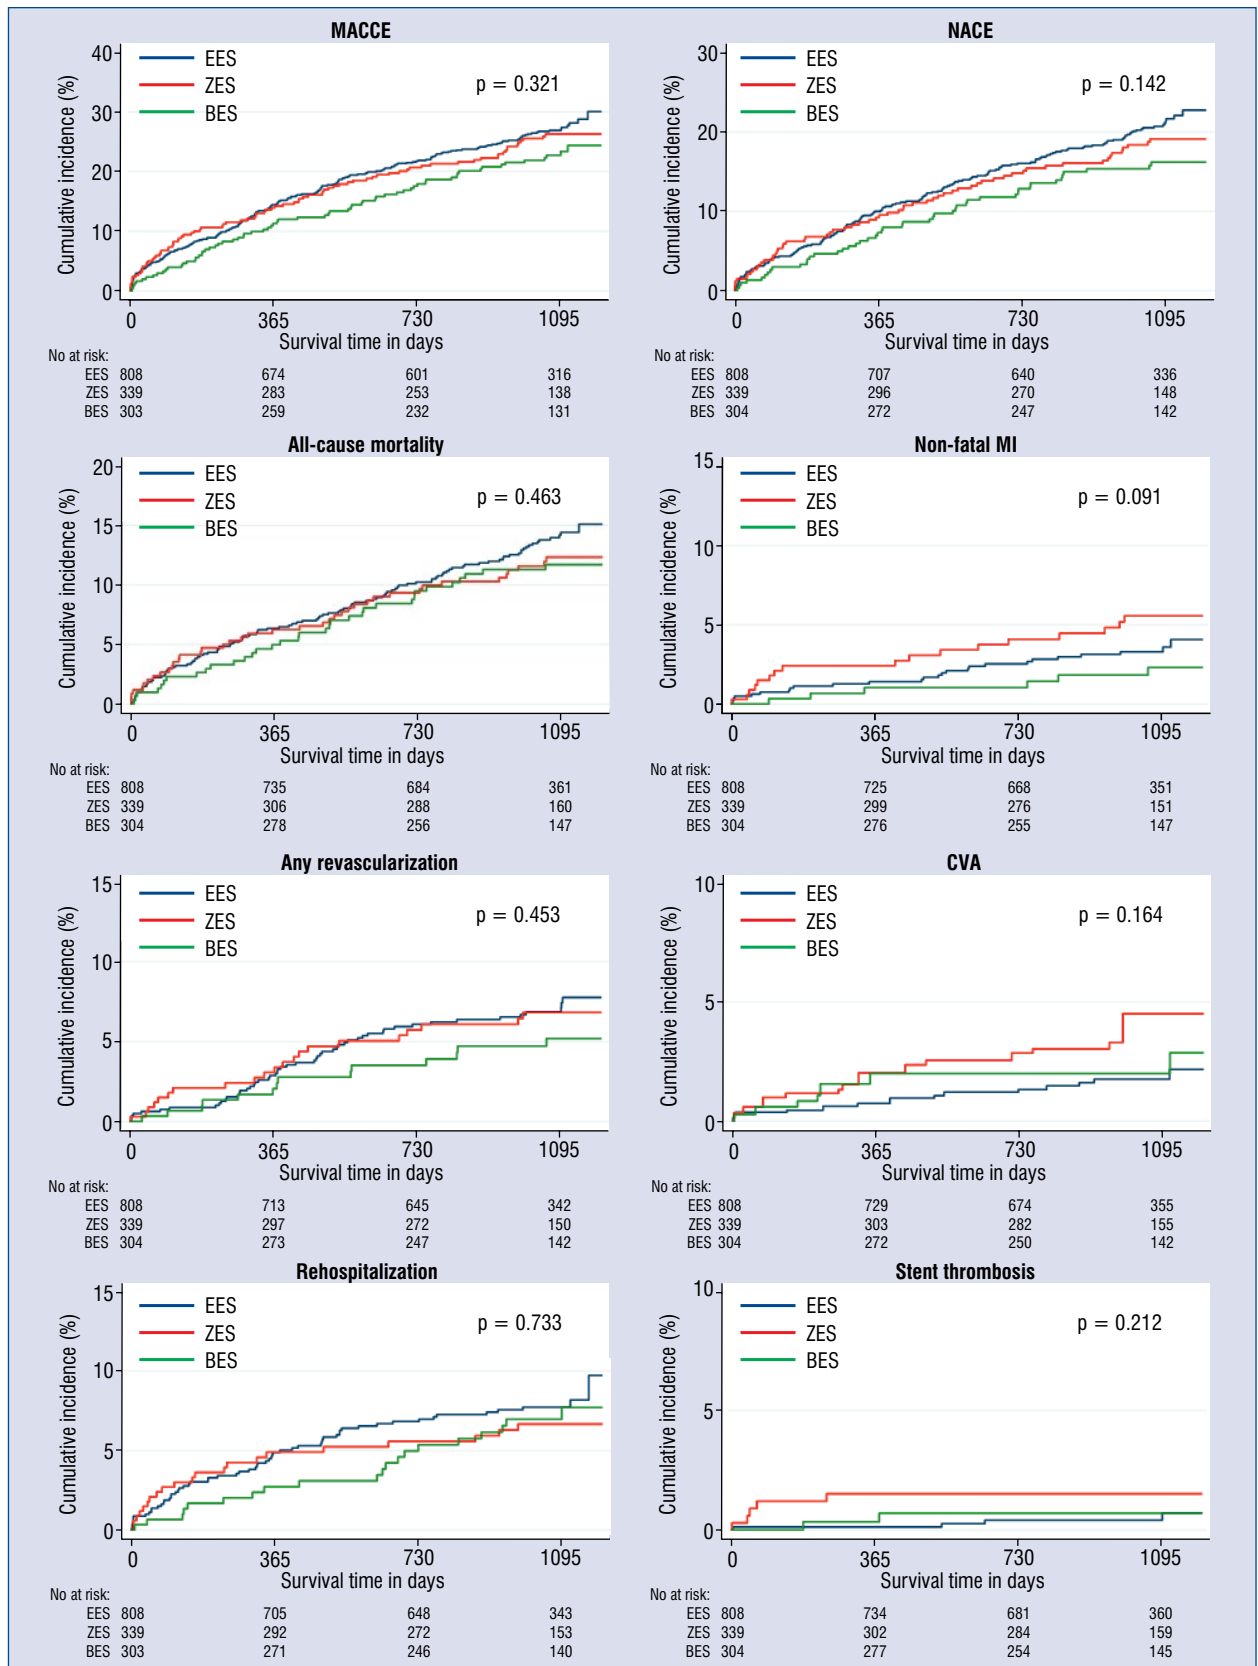 MACCE
40
30
20
10
0
Cumulative incidence (%)
EES
ZES
BES
p = 0.321
0 365 730 1095
Survival time in days
No at risk:
EES 808 674 601 316
ZES 339 283 253 138
BES 303 259 232 131
NACE
30
20
10
0
Cumulative incidence (%)
EES
ZES
BES
p = 0.142
0 365 730 1095
Survival time in days
No at risk:
EES 808 707 640 336
ZES 339 296 270 148
BES 304 272 247 142
All-cause mortality
20
15
10
5
0
Cumulative incidence (%)
EES
ZES
BES
p = 0.463
0 365 730 1095
Survival time in days
No at risk:
EES 808 735 684 361
ZES 339 306 288 160
BES 304 278 256 147
Non-fatal MI
15
10
5
0
Cumulative incidence (%)
EES
ZES
BES
p = 0.091
0 365 730 1095
Survival time in days
No at risk:
EES 808 725 668 351
ZES 339 299 276 151
BES 304 276 255 147
Any revascularization
15
10
5
0
Cumulative incidence (%)
EES
ZES
BES
p = 0.453
0 365 730 1095
Survival time in days
No at risk:
EES 808 713 645 342
ZES 339 297 272 150
BES 304 273 247 142
CVA
10
5
0
Cumulative incidence (%)
EES
ZES
BES
p = 0.164
0 365 730 1095
Survival time in days
No at risk:
EES 808 729 674 355
ZES 339 303 282 155
BES 304 272 250 142
Rehospitalization
15
10
5
0
Cumulative incidence (%)
EES
ZES
BES
p = 0.733
0 365 730 1095
Survival time in days
No at risk:
EES 808 705 648 343
ZES 339 292 272 153
BES 303 271 246 140
Stent thrombosis
10
5
0
Cumulative incidence (%)
EES
ZES
BES
p = 0.212
0 365 730 1095
Survival time in days
No at risk:
EES 808 734 681 360
ZES 339 302 284 159
BES 304 277 254 145